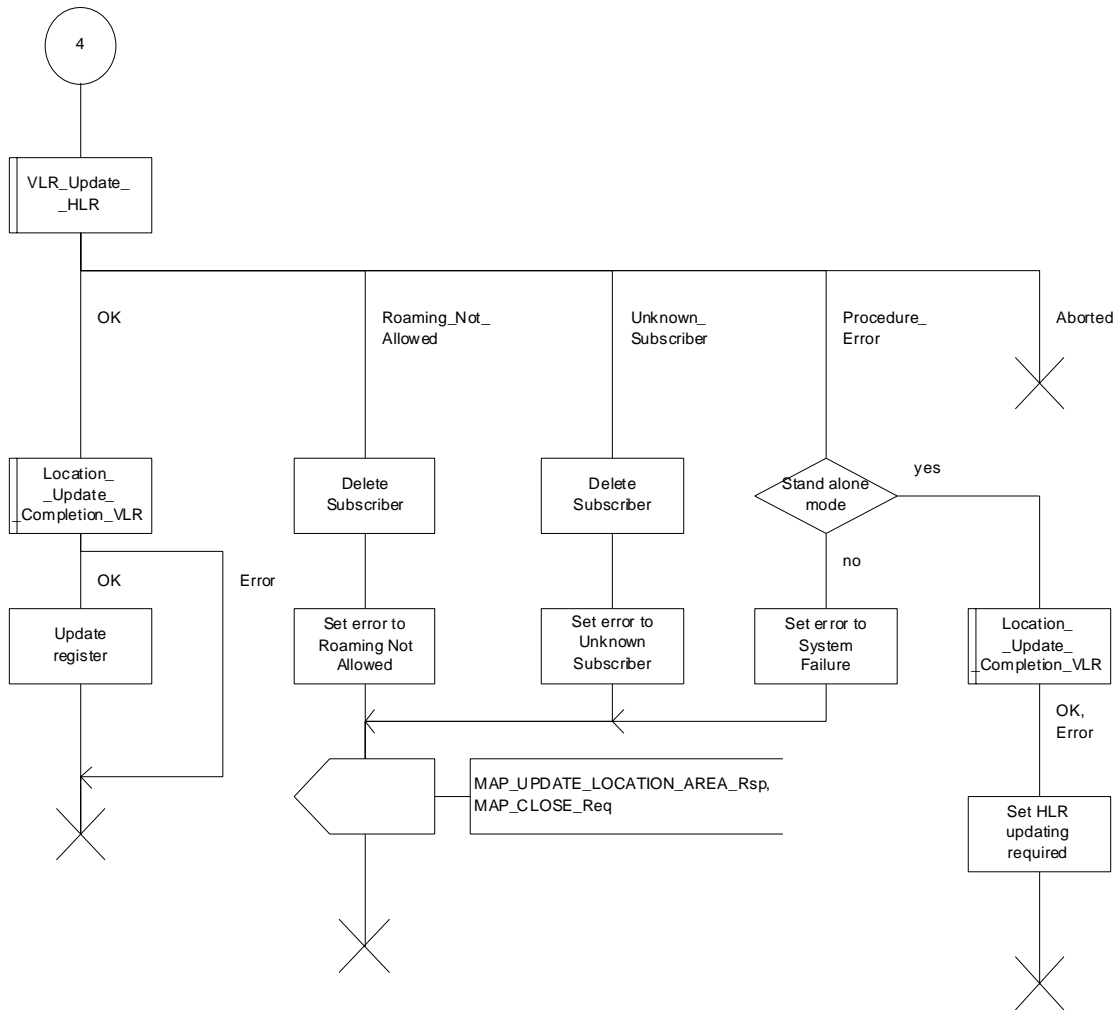 4
VLR_Update_
_HLR
OK
Roaming_Not_
Allowed
Unknown_
Subscriber
Procedure_
Error
Aborted
Location_
_Update_
_Completion_VLR
Delete
Subscriber
Delete
Subscriber
Stand alone
mode
yes
OK
Error
no
Update
register
Set error to
Roaming Not
Allowed
Set error to
Unknown
Subscriber
Set error to
System
Failure
Location_
_Update_
_Completion_VLR
OK,
Error
MAP_UPDATE_LOCATION_AREA_Rsp,
MAP_CLOSE_Req
Set HLR
updating
required